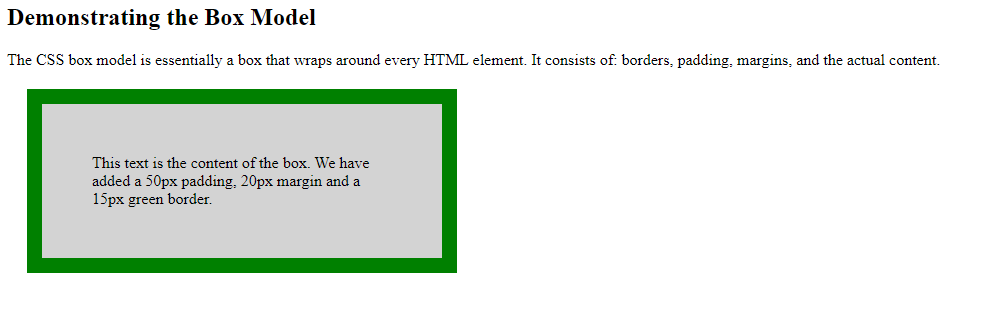 Demonstrating the Box Model
The CSS box model is essentially a box that wraps around every HTML element. It consists of: borders, padding, margins, and the actual content.
This text is the content of the box. We have
added a 50px padding, 20px margin and a
15px green border.